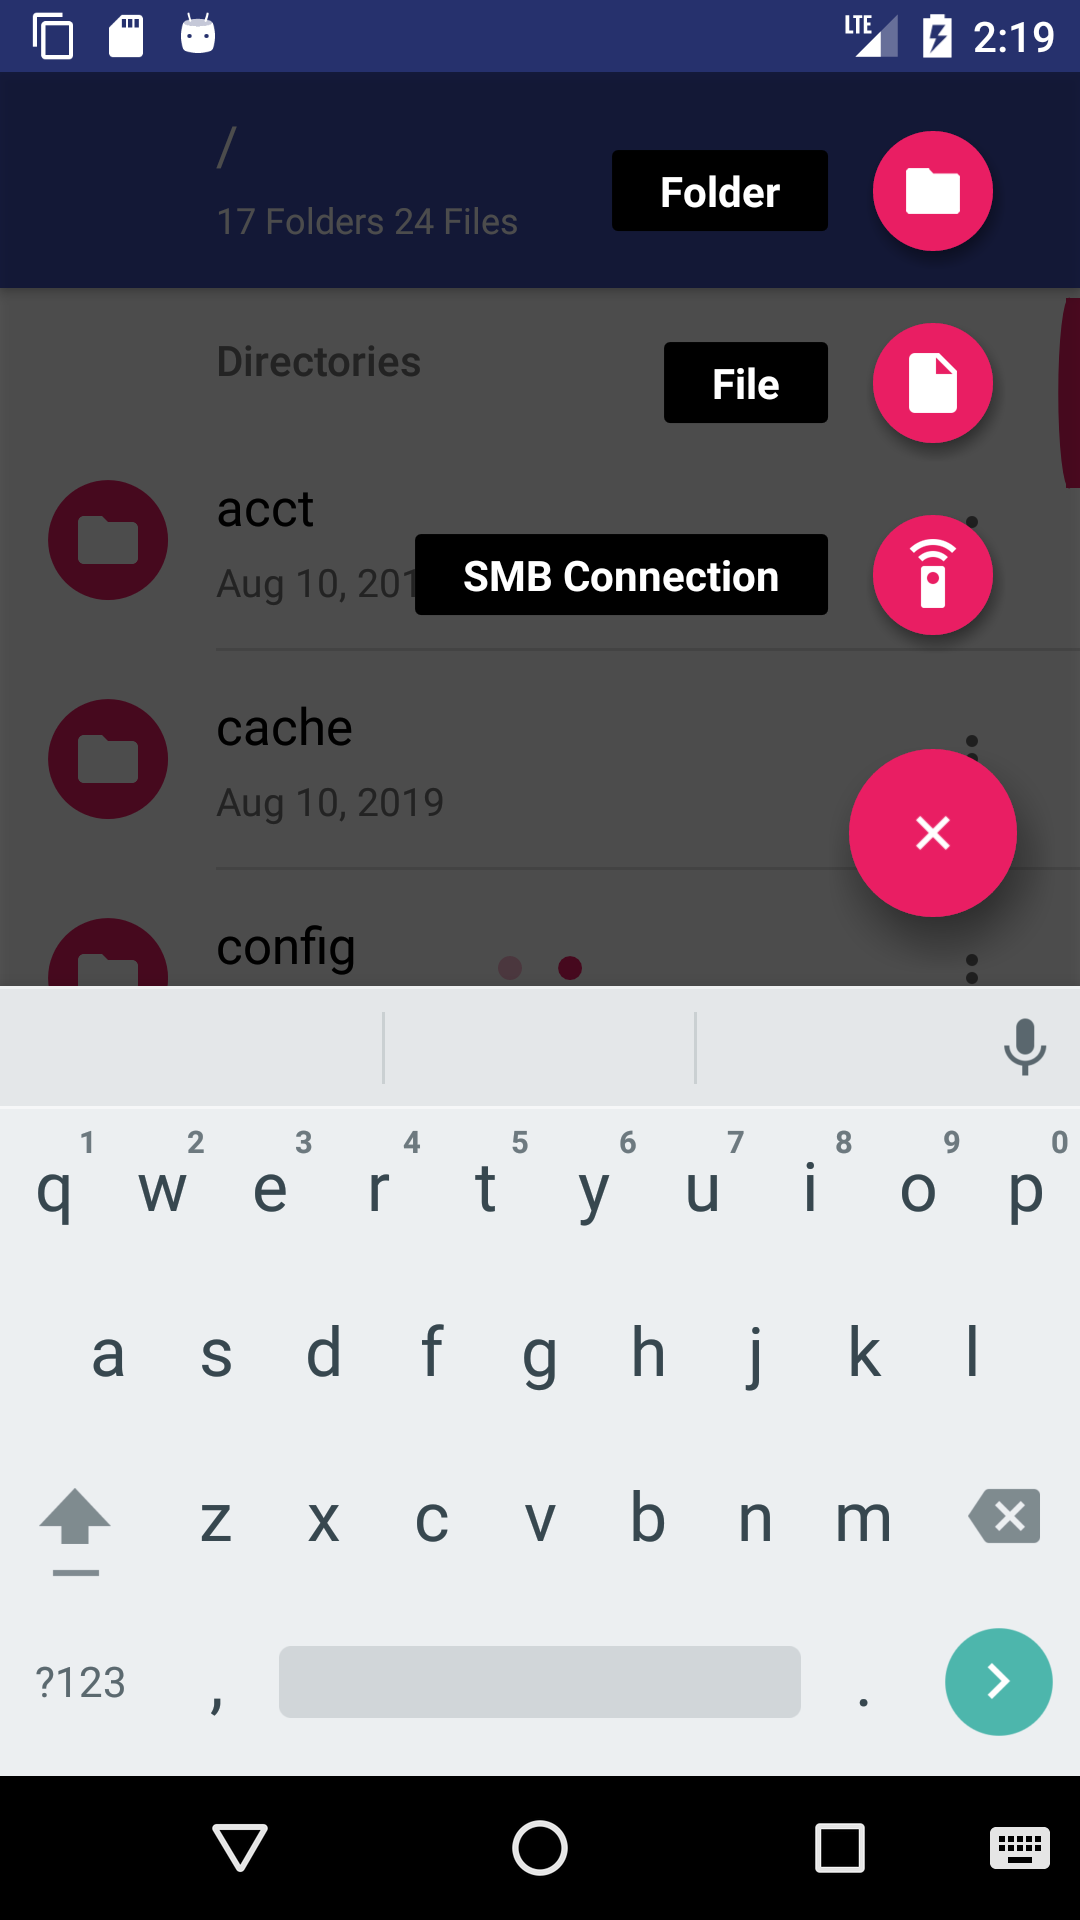 LTE 2:19
/
17 Folders 24 Files
Folder
Directories
File
acct
Aug 10, 201
SMB Connection
cache
Aug 10, 2019
config
1 2 3 4 5 6 7 8 9 0
q w e r t y u i o p
a s d f g h j k l
z x c v b n m
?123 , .